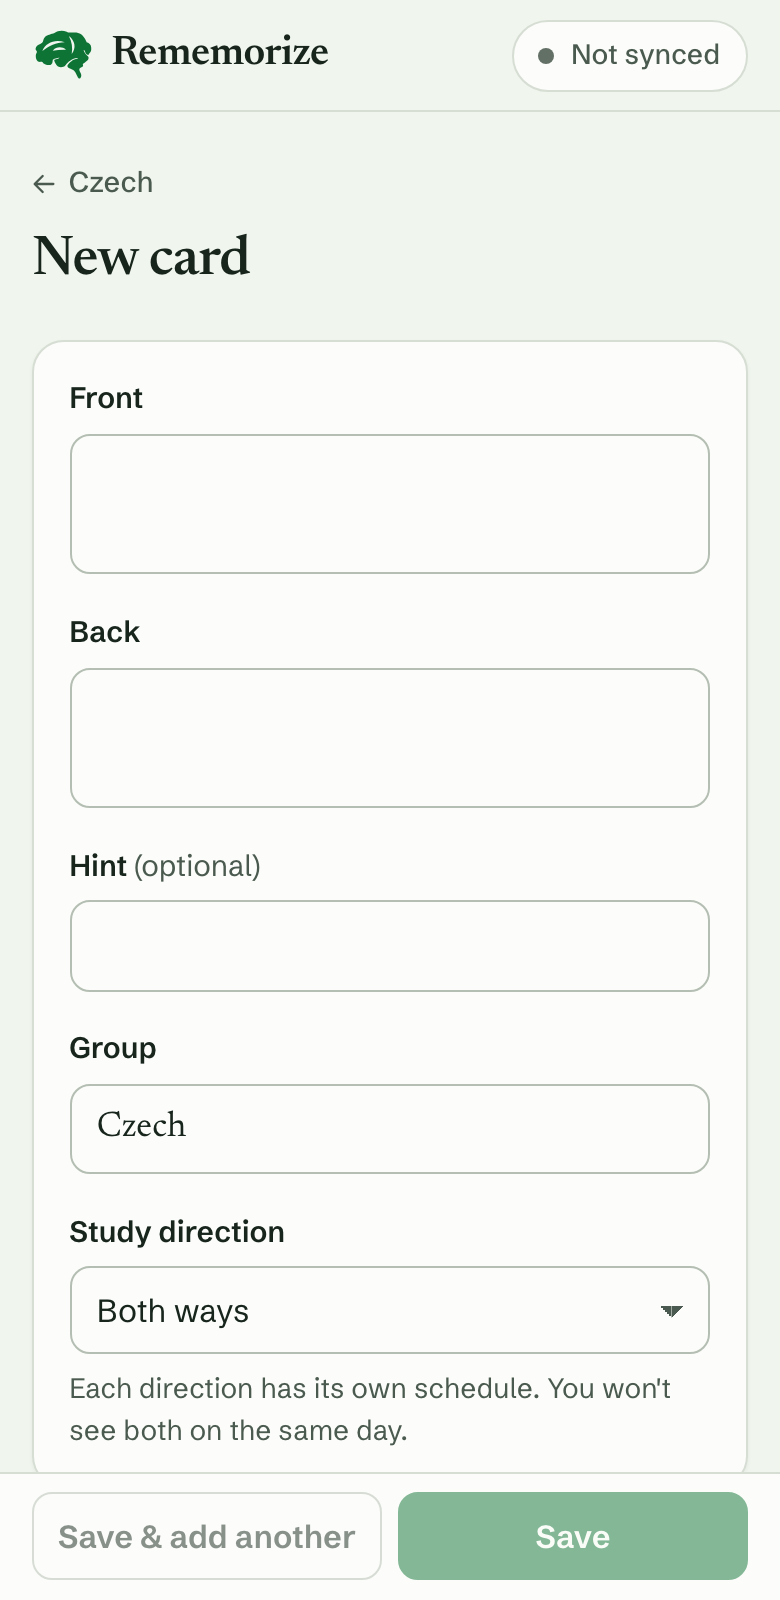 Rememorize
Not synced
← Czech
New card
Front
Back
Hint (optional)
Group
Czech
Study direction
Both ways
Each direction has its own schedule. You won't
see both on the same day.
Save & add another
Save